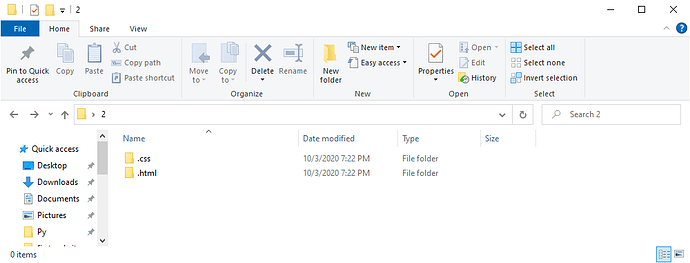 2
File Home Share View
Pin to Quick access
Copy
Paste
Cut
Copy path
Paste shortcut
Clipboard
Move to
Copy to
Delete
Rename
Organize
New folder
New item
Easy access
New
Properties
Open
Edit
History
Open
Select all
Select none
Invert selection
Select
2
Search 2
Name Date modified Type Size
Quick access
Desktop
Downloads
Documents
Pictures
Py
.css 10/3/2020 7:22 PM File folder
.html 10/3/2020 7:22 PM File folder
0 items